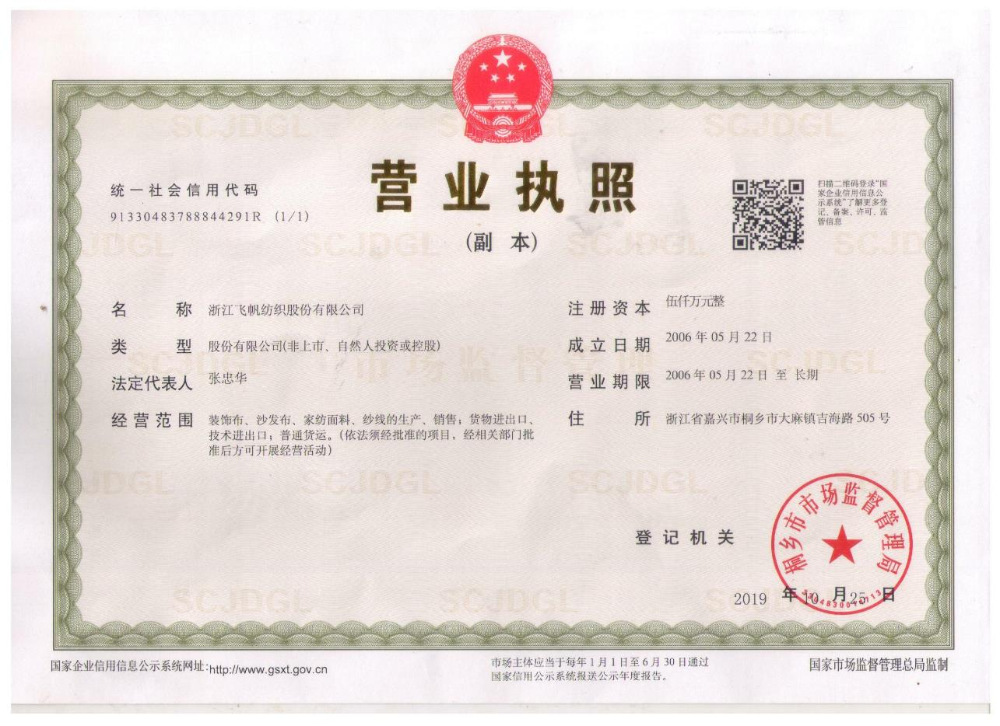 营业执照
(副 本)
统一社会信用代码
91330483788844291R (1/1)
扫描二维码登录“国
家企业信用信息公
示系统”了解更多登
记、备案、许可、监
管信息
名 称 浙江飞帆纺织股份有限公司
类 型 股份有限公司(非上市、自然人投资或控股)
法定代表人 张忠华
经营范围 装饰布、沙发布、家纺面料、纱线的生产、销售；货物进出口、
技术进出口；普通货运。（依法须经批准的项目，经相关部门批
准后方可开展经营活动）
注册资本 伍仟万元整
成立日期 2006 年 05 月 22 日
营业期限 2006 年 05 月 22 日 至 长期
住 所 浙江省嘉兴市桐乡市大麻镇吉海路 505 号
登记机关
桐乡市市场监督管理局
2019 年 10 月 25 日
国家企业信用信息公示系统网址：http://www.gsxt.gov.cn
市场主体应当于每年 1 月 1 日至 6 月 30 日通过
国家信用公示系统报送公示年度报告。
国家市场监督管理总局监制
SCJDGL
市场监督管理